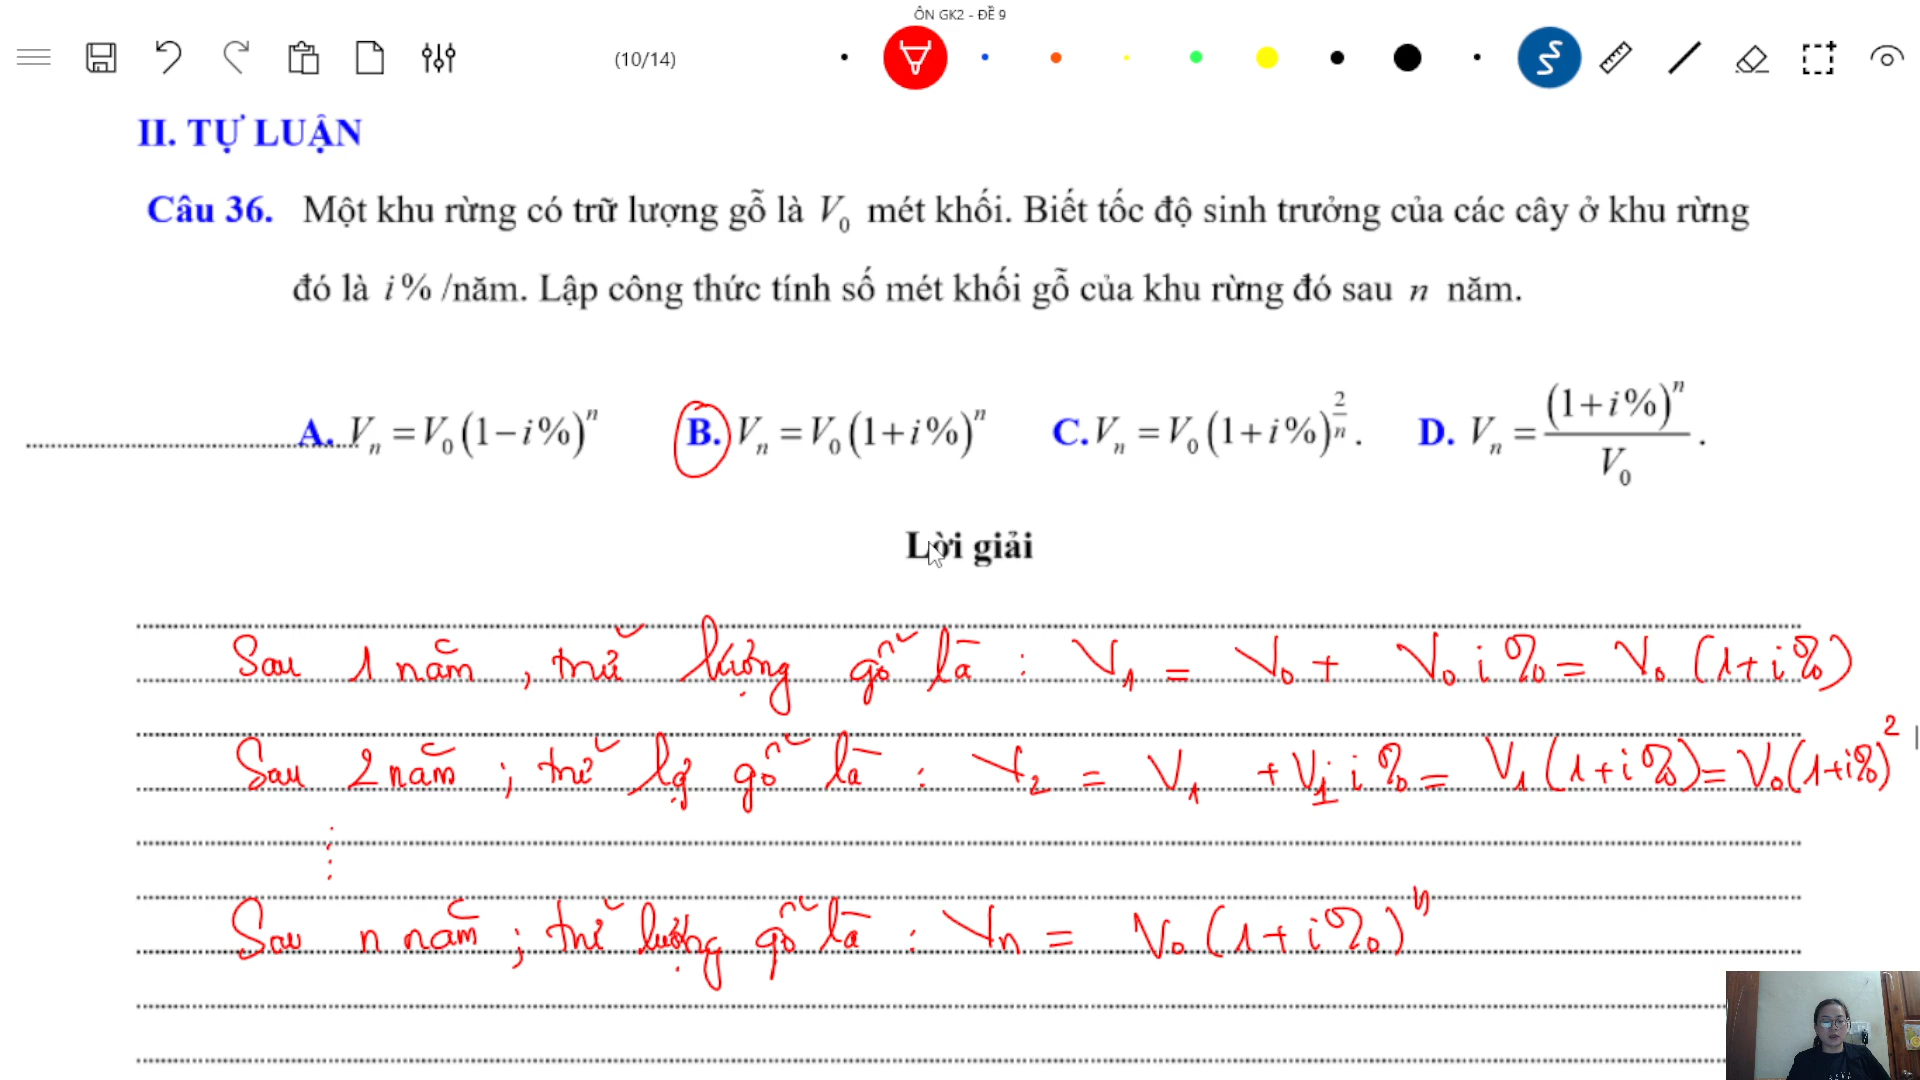 ÔN GK2 - ĐỀ 9
(10/14)
II. TỰ LUẬN
Câu 36. Một khu rừng có trữ lượng gỗ là V₀ mét khối. Biết tốc độ sinh trưởng của các cây ở khu rừng
đó là i% /năm. Lập công thức tính số mét khối gỗ của khu rừng đó sau n năm.
A. Vₙ = V₀(1−i%)ⁿ B. Vₙ = V₀(1+i%)ⁿ C. Vₙ = V₀(1+i%)^(2/n). D. Vₙ = (1+i%)ⁿ/V₀.
Lời giải
Sau 1 năm, trữ lượng gỗ là : V₁ = V₀ + V₀ i% = V₀ (1+i%)
Sau 2 năm ; trữ lg gỗ là : V₂ = V₁ + V₁ i% = V₁(1+i%) = V₀(1+i%)²
⋮
Sau n năm ; trữ lượng gỗ là : Vₙ = V₀(1+i%)ⁿ